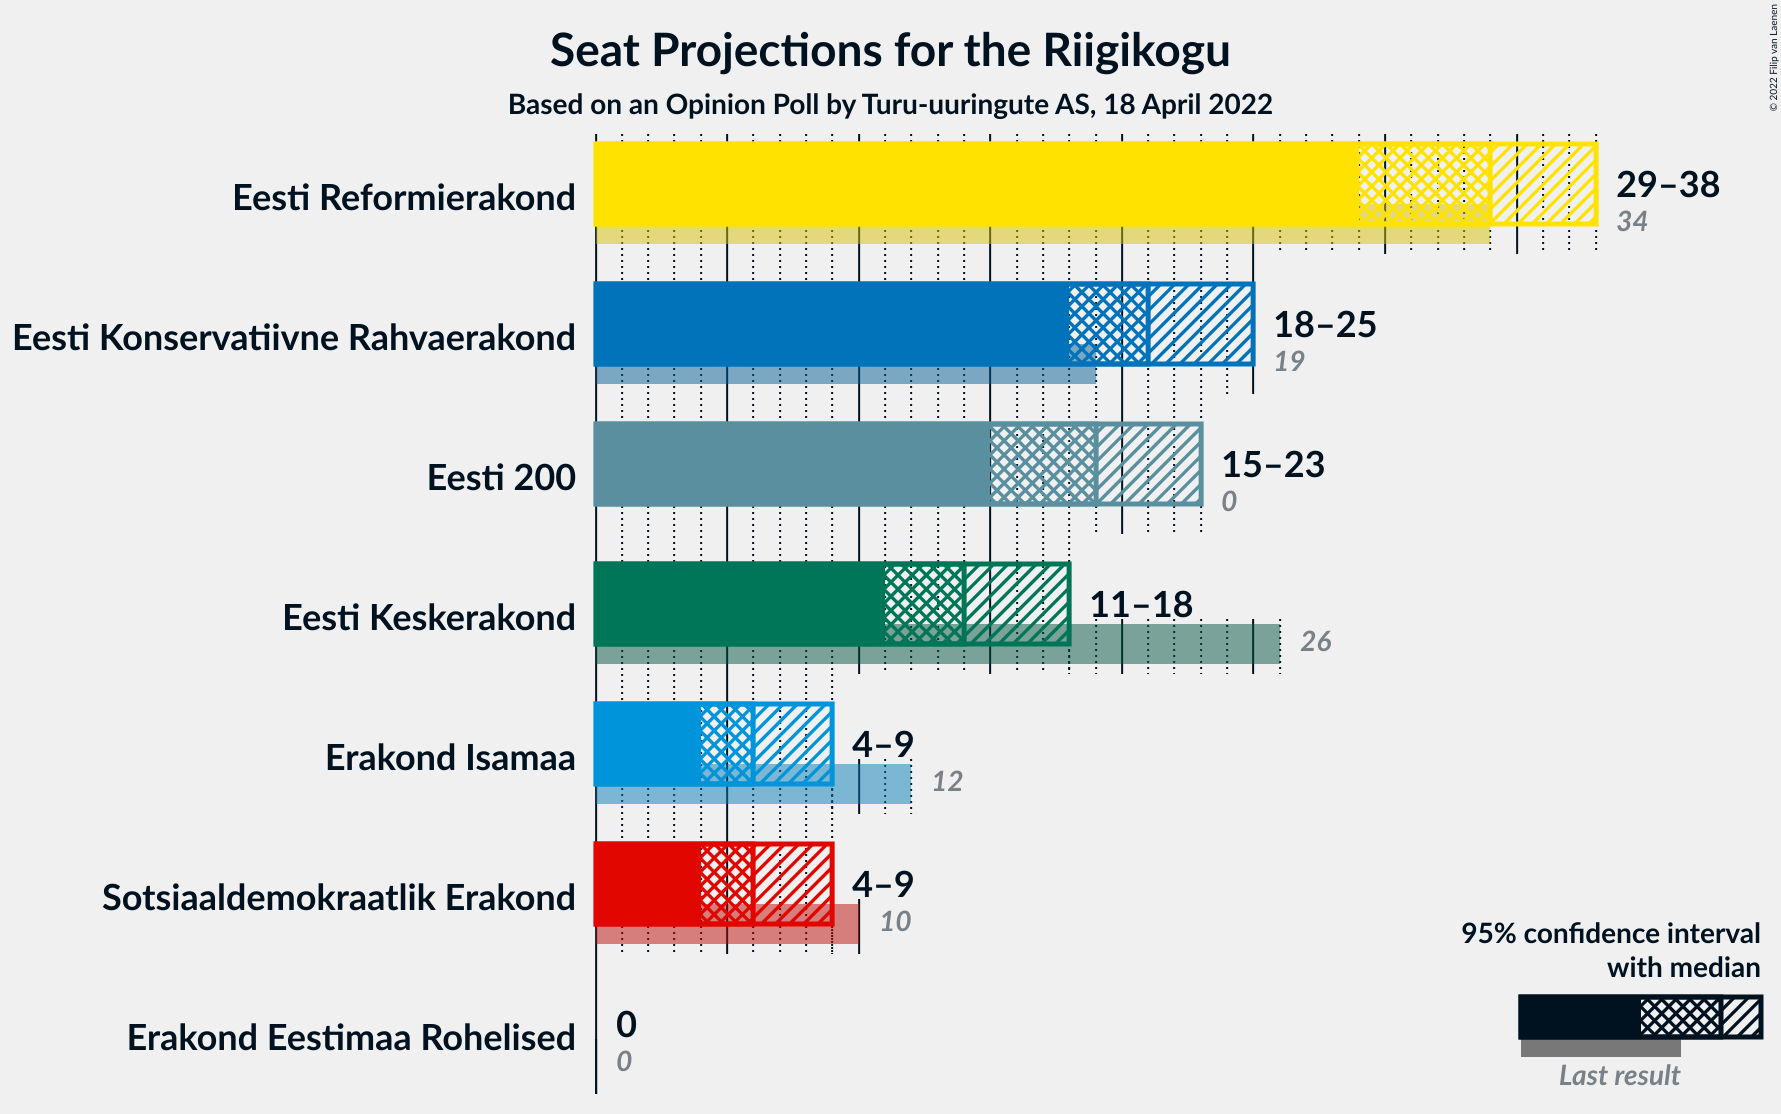 Seat Projections for the Riigikogu
Based on an Opinion Poll by Turu-uuringute AS, 18 April 2022
© 2022 Filip van Laenen
Eesti Reformierakond
29–38
34
Eesti Konservatiivne Rahvaerakond
18–25
19
Eesti 200
15–23
0
Eesti Keskerakond
11–18
26
Erakond Isamaa
4–9
12
Sotsiaaldemokraatlik Erakond
4–9
10
Erakond Eestimaa Rohelised
0
0
95% confidence interval
with median
Last result